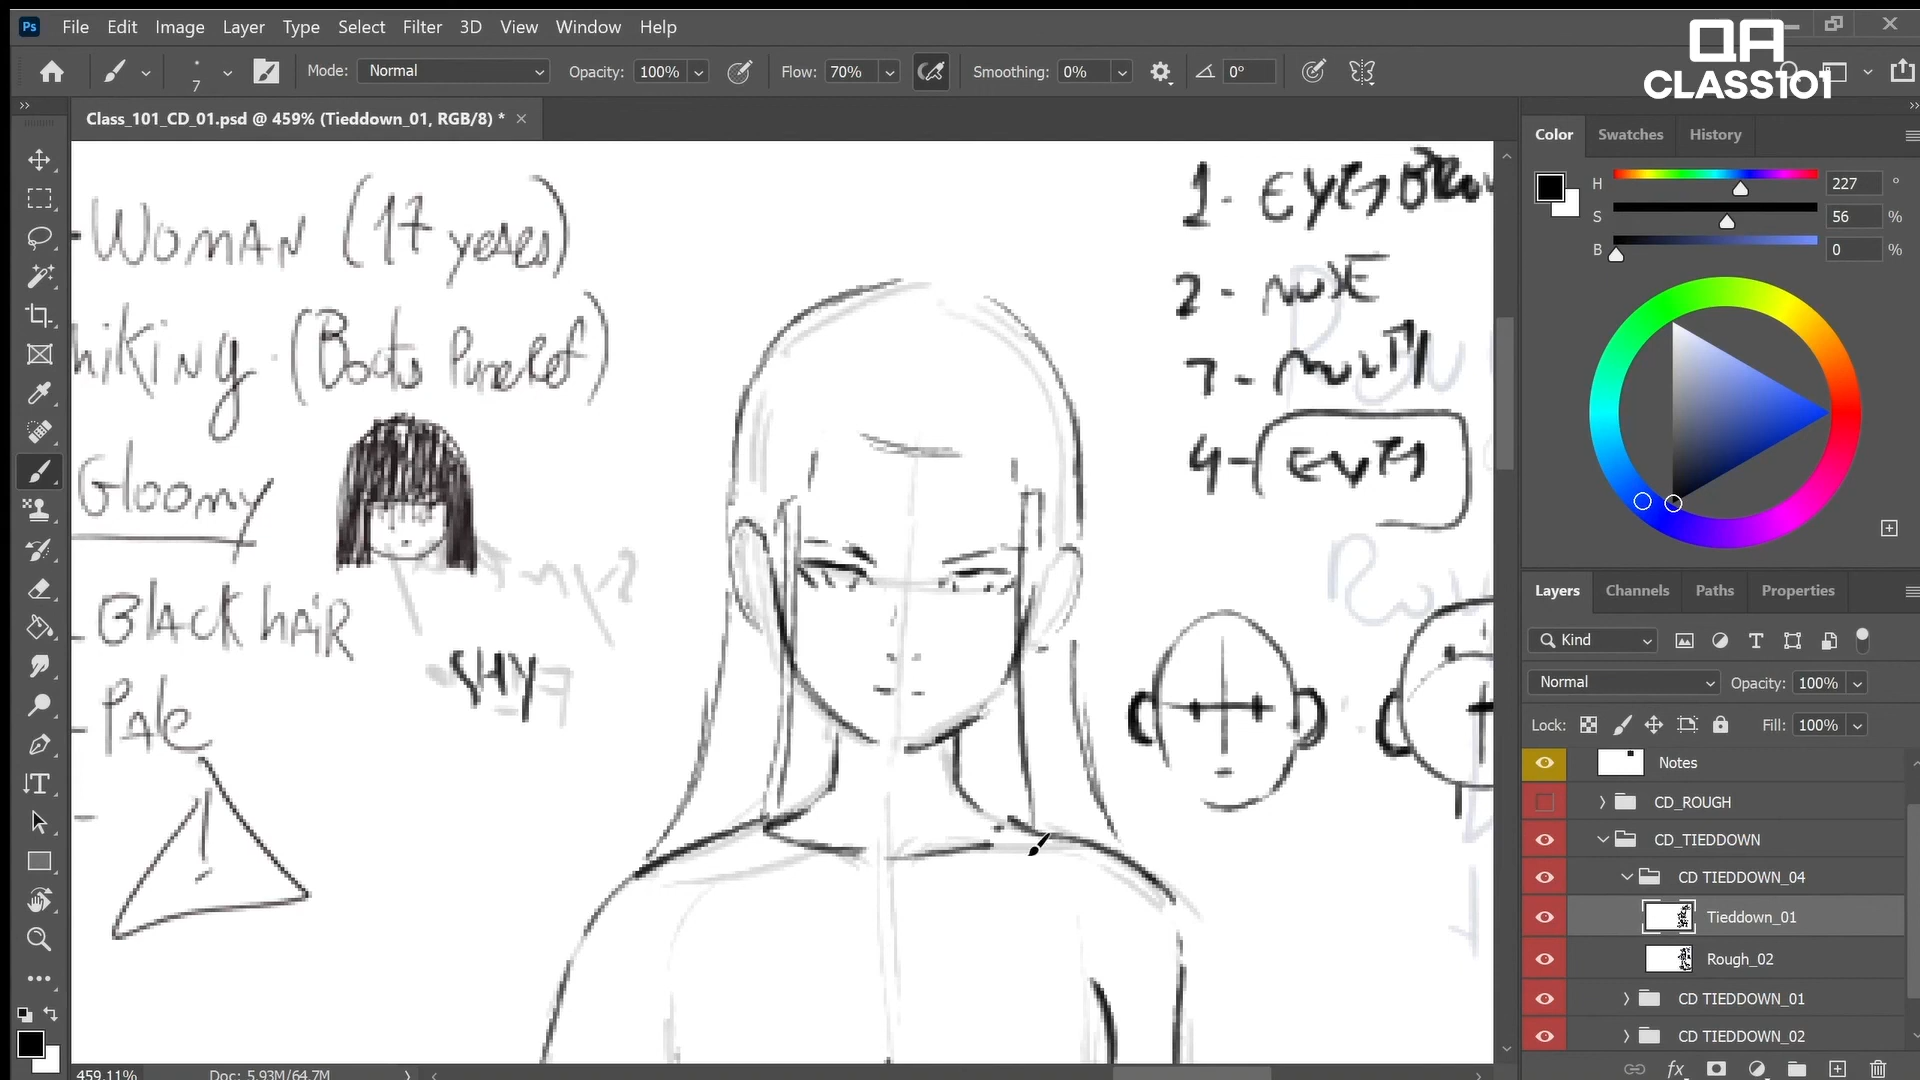 File Edit Image Layer Type Select Filter 3D View Window Help
QA
CLASS101
7 Mode: Normal Opacity: 100% Flow: 70% Smoothing: 0% 0°
Class_101_CD_01.psd @ 459% (Tieddown_01, RGB/8) *
Color Swatches History
H 227 °
S 56 %
B 0 %
- WOMAN (17 yeaes)
hiKiNg. (Boots Pureref)
Gloomy
- BlAck hAiR
SHY
- PAle
-
!
1-
2- NOSE
4-
Layers Channels Paths Properties
Kind
Normal Opacity: 100%
Lock: Fill: 100%
Notes
CD_ROUGH
CD_TIEDDOWN
CD TIEDDOWN_04
Tieddown_01
Rough_02
CD TIEDDOWN_01
CD TIEDDOWN_02
459.11% Doc: 5.93M/64.7M